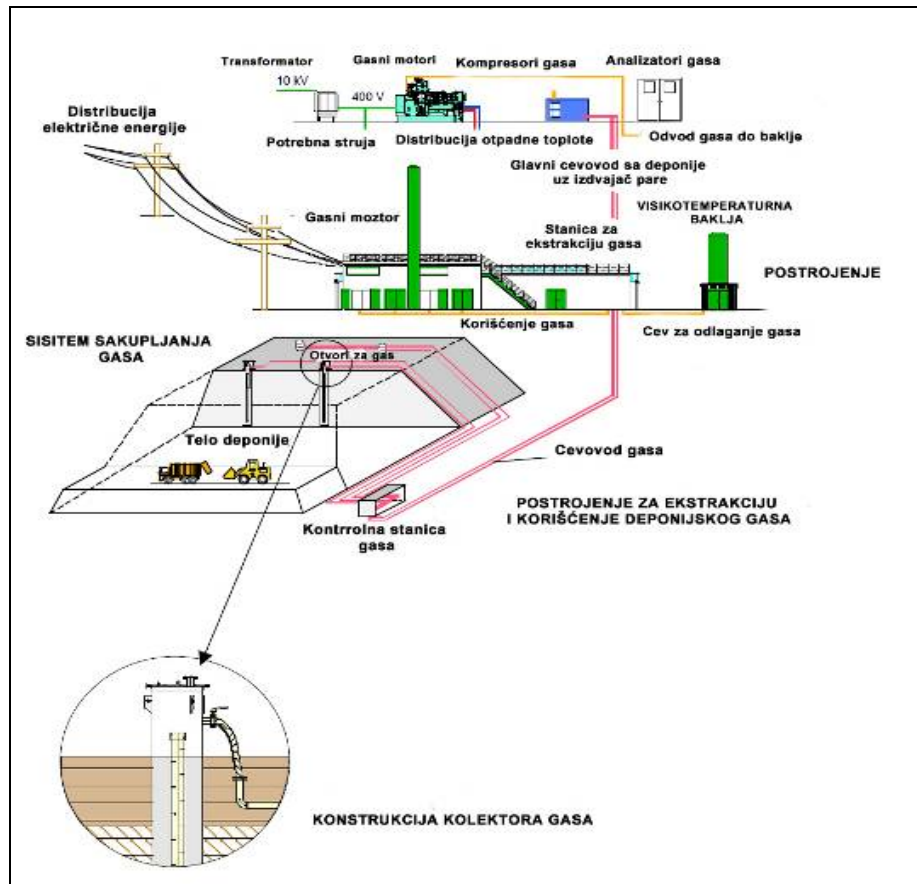 Transformator
Gasni motori
Kompresori gasa
Analizatori gasa
10 kV
400 V
Distribucija
električne energije
Potrebna struja
Distribucija otpadne toplote
Odvod gasa do baklje
Glavni cevovod sa deponije
uz izdvajač pare
Gasni moztor
Stanica za
ekstrakciju gasa
VISIKOTEMPERATURNA
BAKLJA
POSTROJENJE
Korišćenje gasa
Cev za odlaganje gasa
SISITEM SAKUPLJANJA
GASA
Otvori za gas
Telo deponije
Cevovod gasa
POSTROJENJE ZA EKSTRAKCIJU
I KORIŠĆENJE DEPONIJSKOG GASA
Kontrrolna stanica
gasa
KONSTRUKCIJA KOLEKTORA GASA